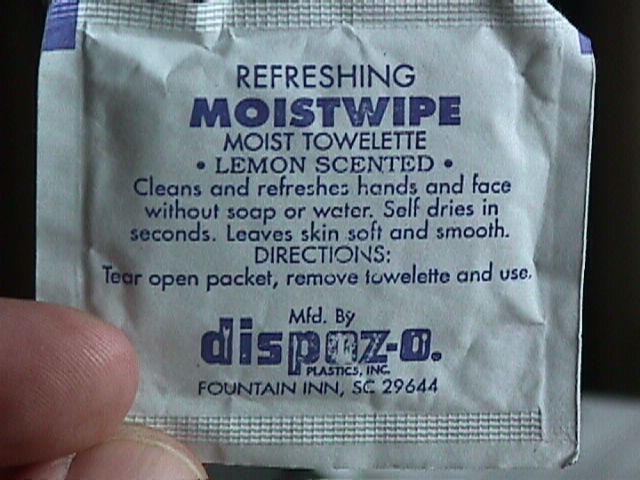 REFRESHING
MOISTWIPE
MOIST TOWELETTE
• LEMON SCENTED •
Cleans and refreshes hands and face
without soap or water. Self dries in
seconds. Leaves skin soft and smooth.
DIRECTIONS:
Tear open packet, remove towelette and use.
Mfd. By
dispoz-o.
PLASTICS, INC.
FOUNTAIN INN, SC 29644